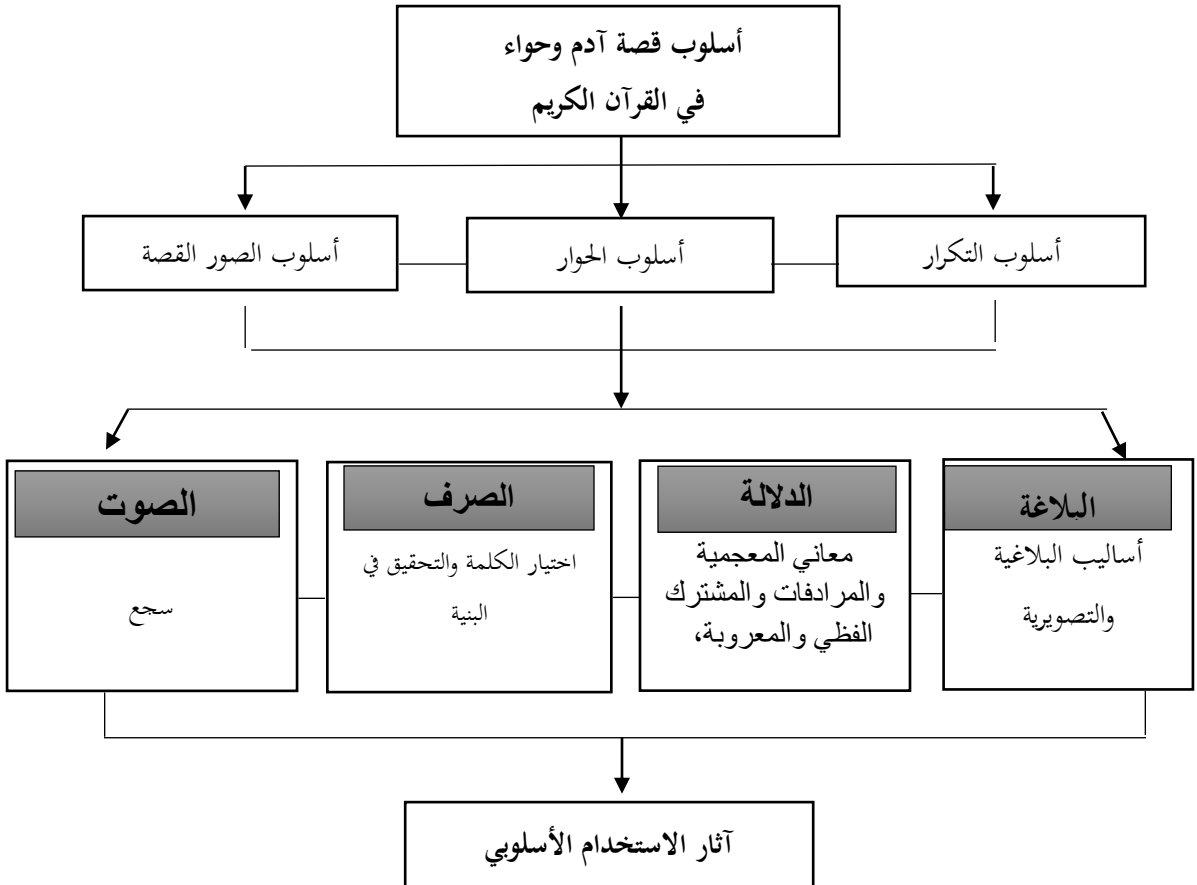 أسلوب قصة آدم وحواء
في القرآن الكريم
أسلوب التكرار
أسلوب الحوار
أسلوب الصور القصة
البلاغة
أساليب البلاغية
والتصويرية
الدلالة
معاني المعجمية
والمرادفات والمشترك
الفظي والمعروبة،
الصرف
اختيار الكلمة والتحقيق في
البنية
الصوت
سجع
آثار الاستخدام الأسلوبي